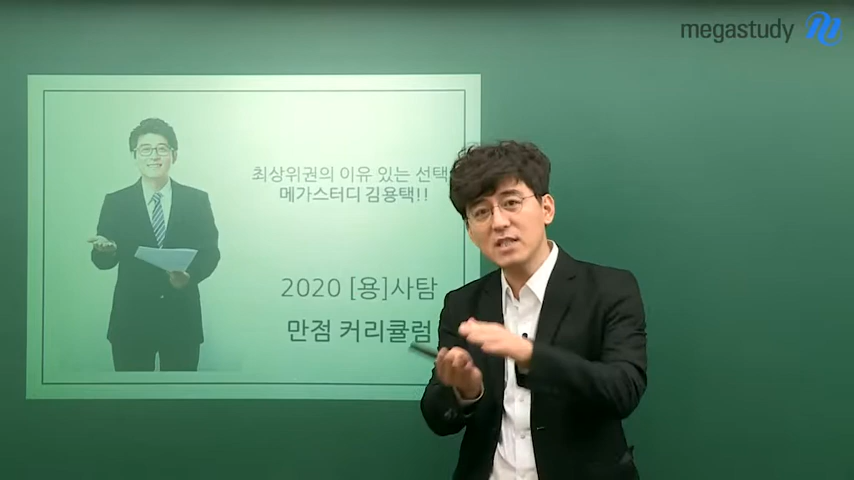 megastudy
최상위권의 이유 있는 선택
메가스터디 김용택!!
2020 [용]사탐
만점 커리큘럼